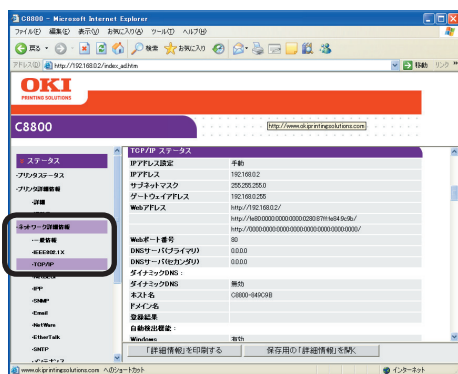 C8800 - Microsoft Internet Explorer
ファイル(F) 編集(E) 表示(V) お気に入り(A) ツール(T) ヘルプ(H)
戻る 検索 お気に入り
アドレス(D) http://192.168.0.2/index_ad.htm 移動 リンク
OKI
PRINTING SOLUTIONS
C8800
http://www.okiprintingsolutions.com
ステータス
・プリンタステータス
・プリンタ詳細情報
・詳細
・ネットワーク詳細情報
・一般情報
・IEEE802.1X
・TCP/IP
・IPP
・SNMP
・Email
・NetWare
・EtherTalk
・SNTP
TCP/IP ステータス
IPアドレス設定 手動
IPアドレス 192.168.0.2
サブネットマスク 255.255.255.0
ゲートウェイアドレス 192.168.0.255
Webアドレス http://192.168.0.2/
Webポート番号 80
DNSサーバ(プライマリ) 0.0.0.0
DNSサーバ(セカンダリ) 0.0.0.0
ダイナミックDNS :
ダイナミックDNS 無効
ホスト名 C8800-849C9B
ドメイン名
登録結果
自動検出機能 :
Windows 有効
「詳細情報」を印刷する 保存用の「詳細情報」を開く
www.okiprintingsolutions.com へのショートカット インターネット